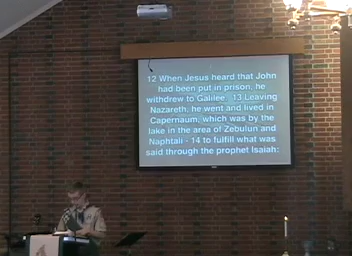 12 When Jesus heard that John
had been put in prison, he
withdrew to Galilee. 13 Leaving
Nazareth, he went and lived in
Capernaum, which was by the
lake in the area of Zebulun and
Naphtali - 14 to fulfill what was
said through the prophet Isaiah: